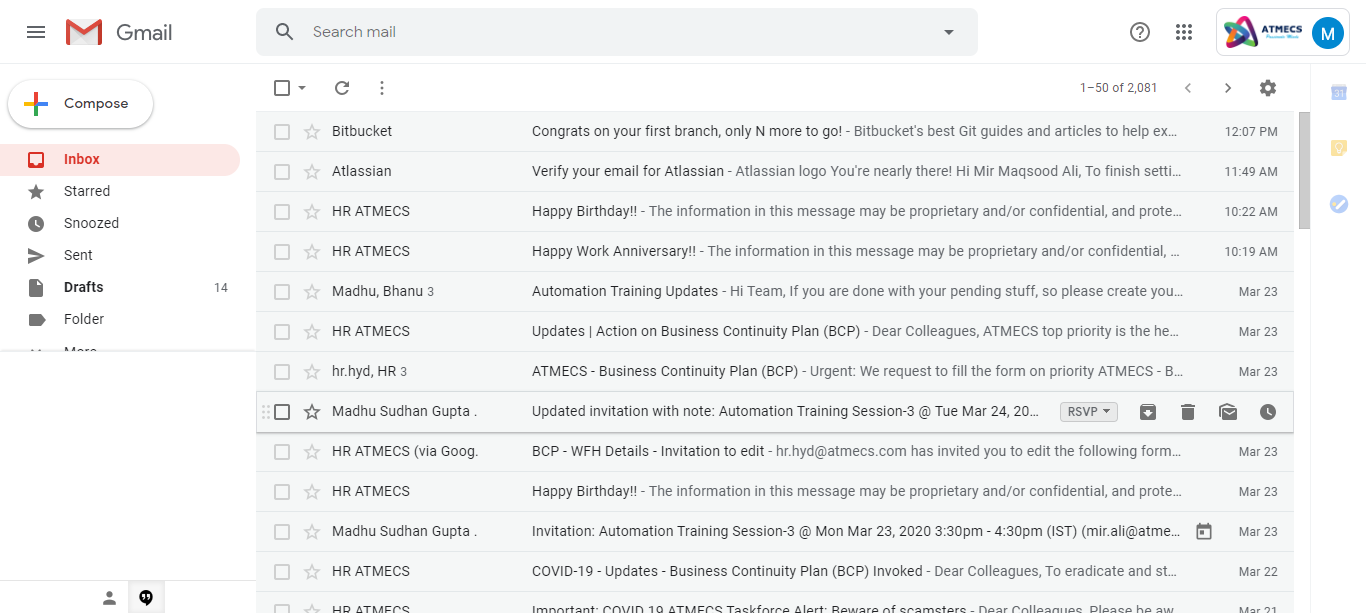 Gmail
Search mail
ATMECS
M
Compose
1–50 of 2,081
31
Inbox
Starred
Snoozed
Sent
Drafts 14
Folder
More
Bitbucket Congrats on your first branch, only N more to go! - Bitbucket's best Git guides and articles to help ex… 12:07 PM
Atlassian Verify your email for Atlassian - Atlassian logo You're nearly there! Hi Mir Maqsood Ali, To finish setti… 11:49 AM
HR ATMECS Happy Birthday!! - The information in this message may be proprietary and/or confidential, and prote… 10:22 AM
HR ATMECS Happy Work Anniversary!! - The information in this message may be proprietary and/or confidential, … 10:19 AM
Madhu, Bhanu 3 Automation Training Updates - Hi Team, If you are done with your pending stuff, so please create you… Mar 23
HR ATMECS Updates | Action on Business Continuity Plan (BCP) - Dear Colleagues, ATMECS top priority is the he… Mar 23
hr.hyd, HR 3 ATMECS - Business Continuity Plan (BCP) - Urgent: We request to fill the form on priority ATMECS - B… Mar 23
Madhu Sudhan Gupta . Updated invitation with note: Automation Training Session-3 @ Tue Mar 24, 20… RSVP
HR ATMECS (via Goog. BCP - WFH Details - Invitation to edit - hr.hyd@atmecs.com has invited you to edit the following form… Mar 23
HR ATMECS Happy Birthday!! - The information in this message may be proprietary and/or confidential, and prote… Mar 23
Madhu Sudhan Gupta . Invitation: Automation Training Session-3 @ Mon Mar 23, 2020 3:30pm - 4:30pm (IST) (mir.ali@atme… Mar 23
HR ATMECS COVID-19 - Updates - Business Continuity Plan (BCP) Invoked - Dear Colleagues, To eradicate and st… Mar 22
HR ATMECS Important: COVID 19 ATMECS Taskforce Alert: Beware of scamsters - Dear Colleagues, Please be aw… Mar 21